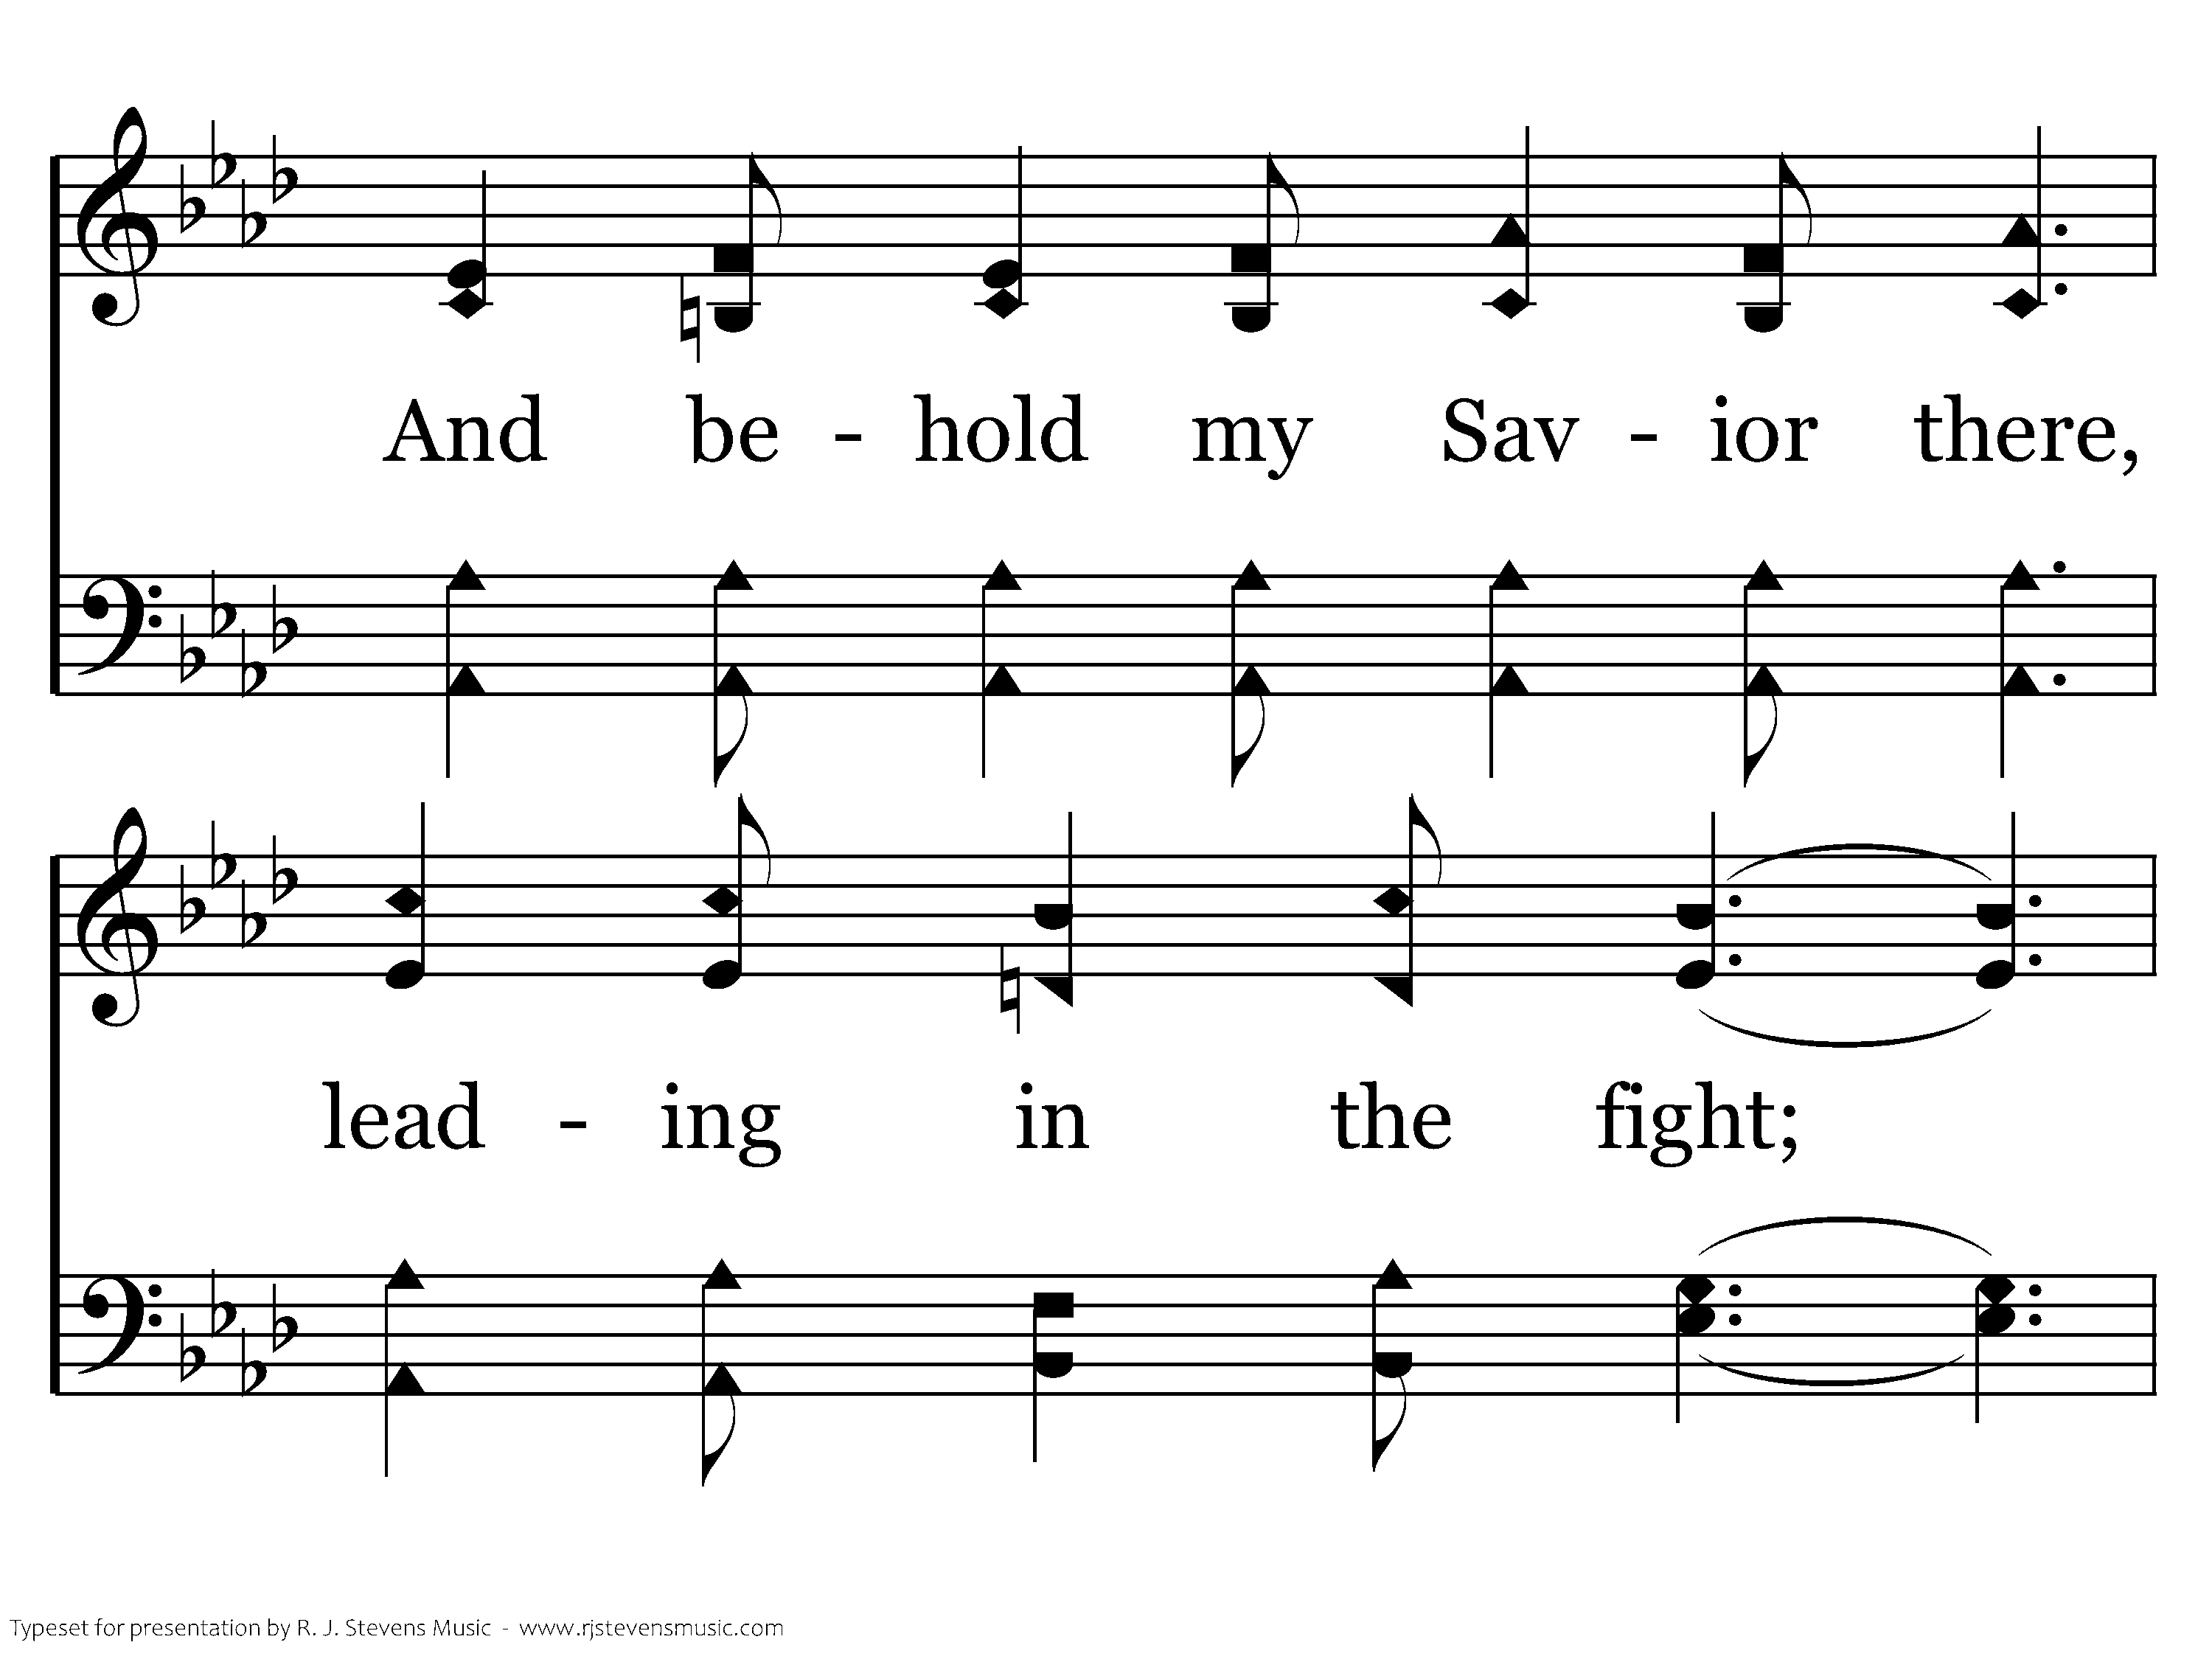 And be - hold my Sav - ior there,
lead - ing in the fight;
Typeset for presentation by R. J. Stevens Music - www.rjstevensmusic.com